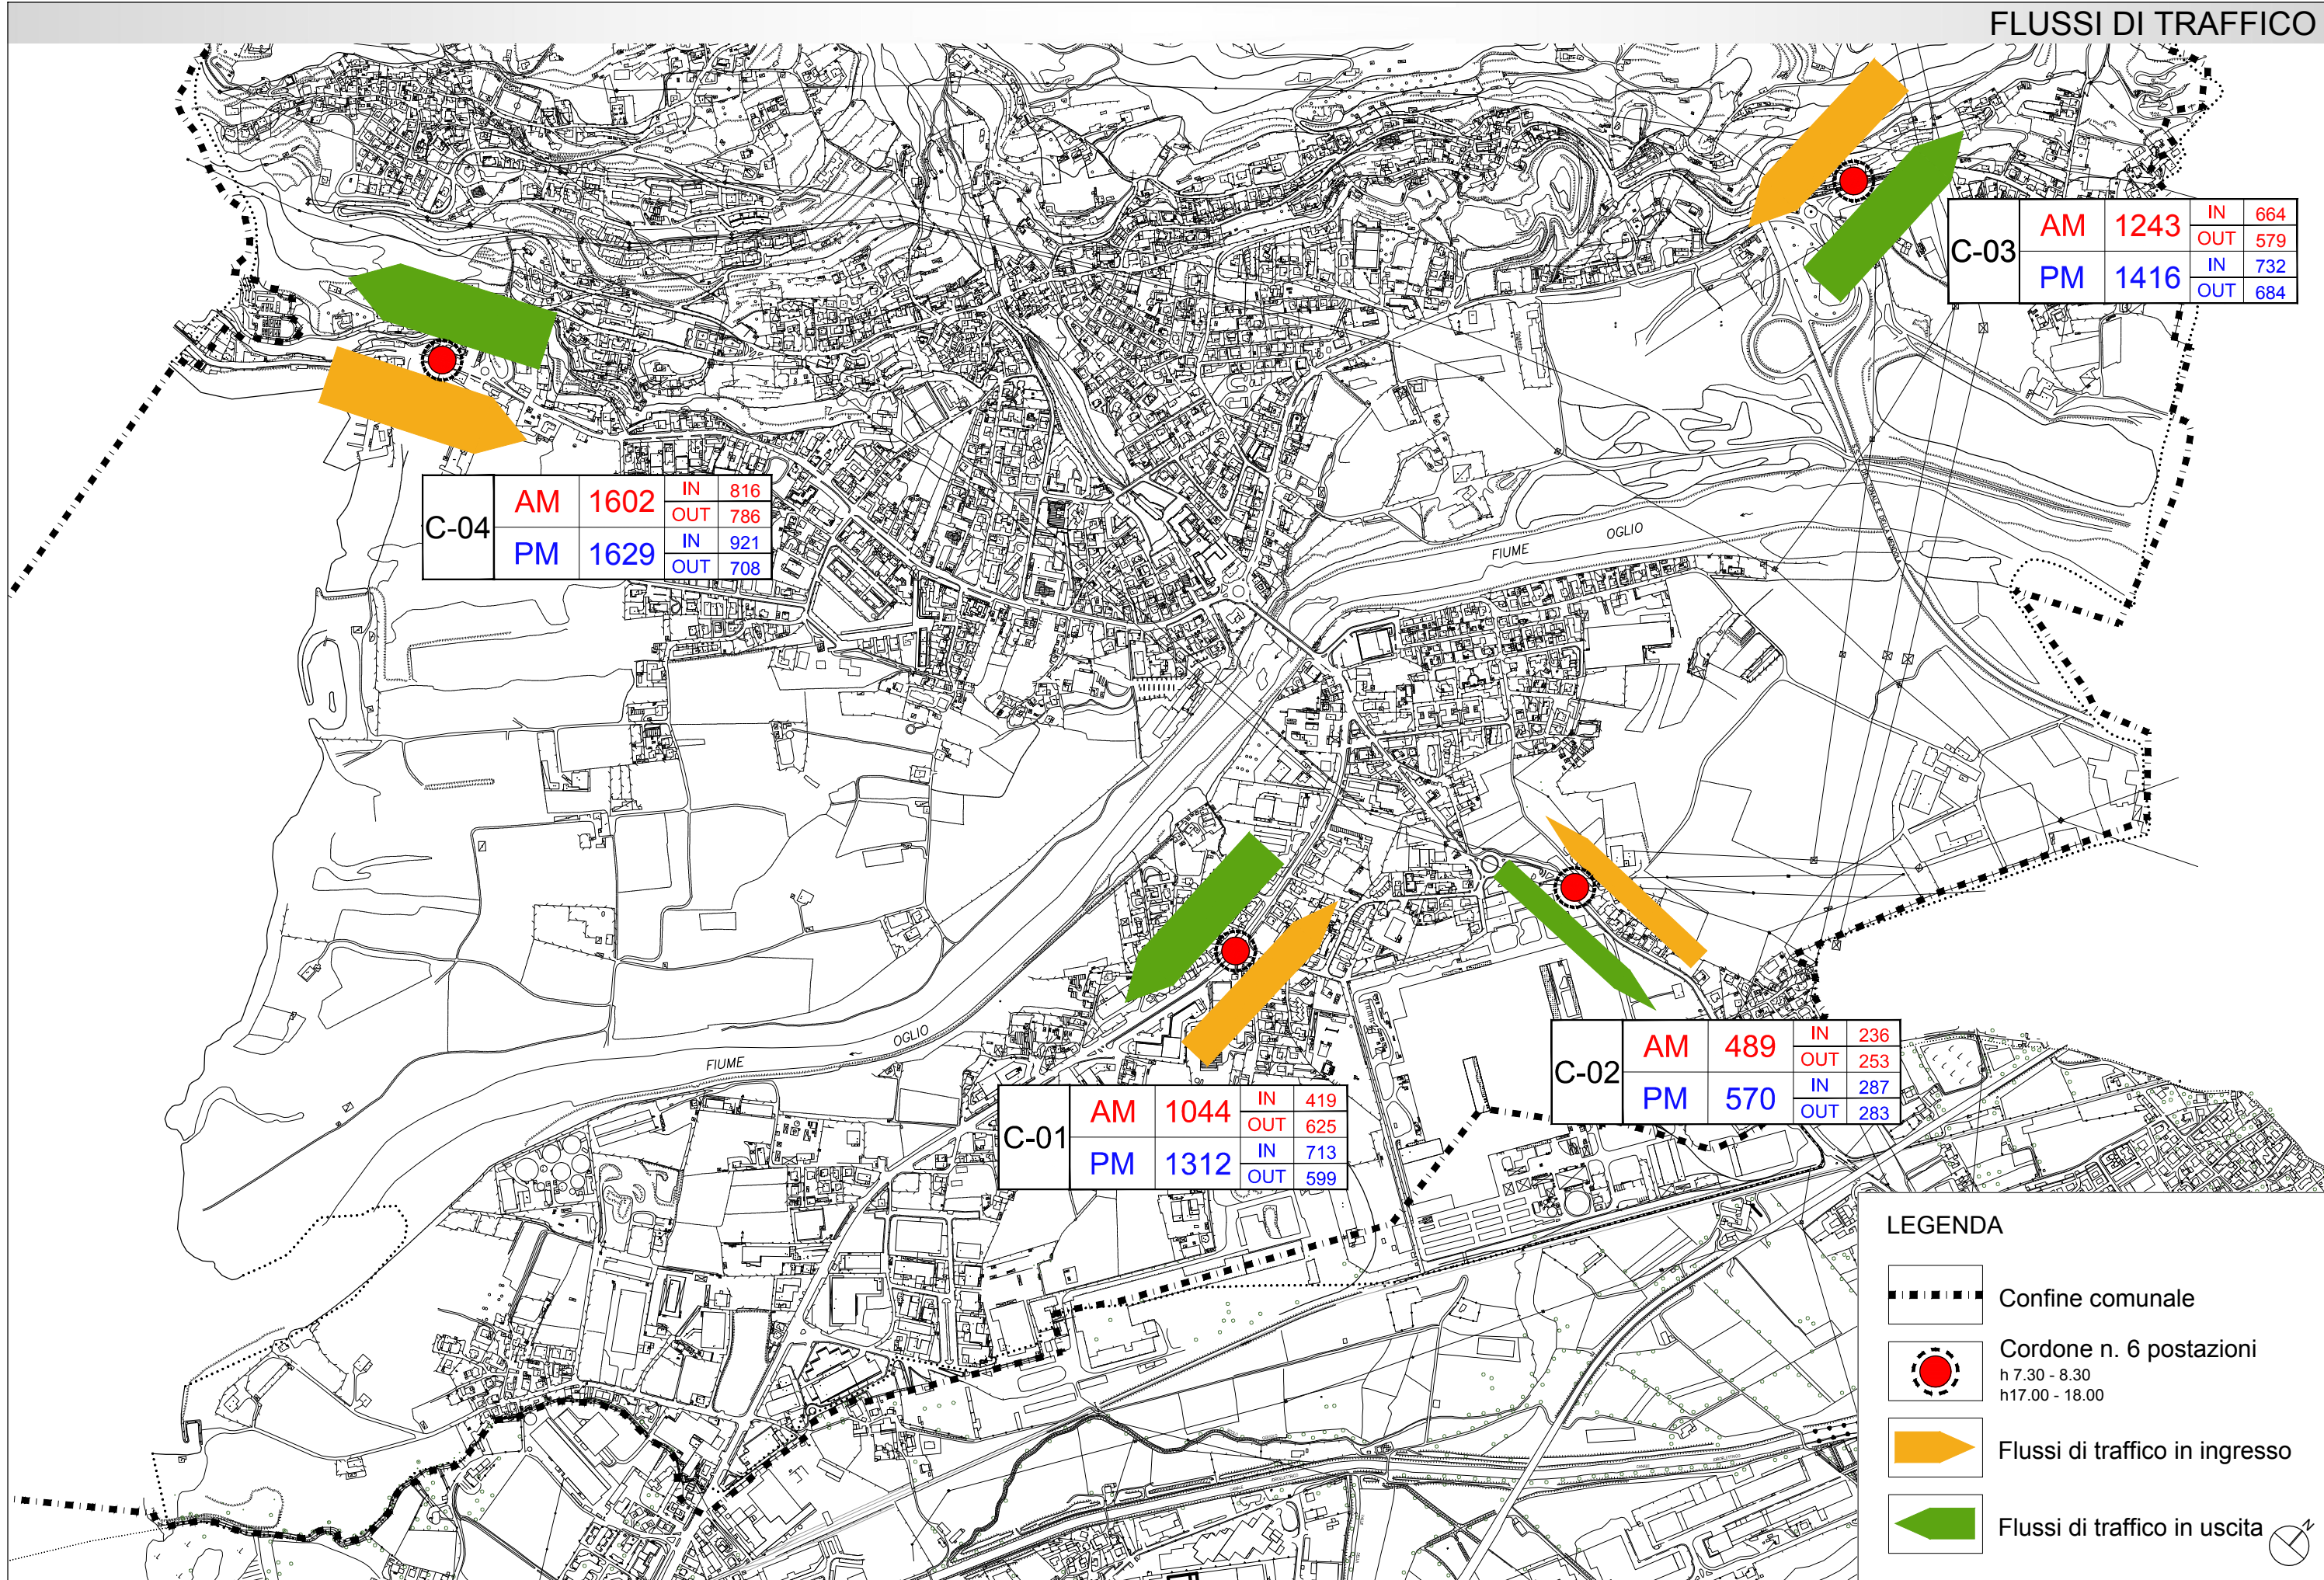 FLUSSI DI TRAFFICO
C-03
AM 1243 IN 664
OUT 579
PM 1416 IN 732
OUT 684
C-04
AM 1602 IN 816
OUT 786
PM 1629 IN 921
OUT 708
FIUME OGLIO
FIUME OGLIO
C-02
AM 489 IN 236
OUT 253
PM 570 IN 287
OUT 283
C-01
AM 1044 IN 419
OUT 625
PM 1312 IN 713
OUT 599
LEGENDA
Confine comunale
Cordone n. 6 postazioni
h 7.30 - 8.30
h17.00 - 18.00
Flussi di traffico in ingresso
Flussi di traffico in uscita
N